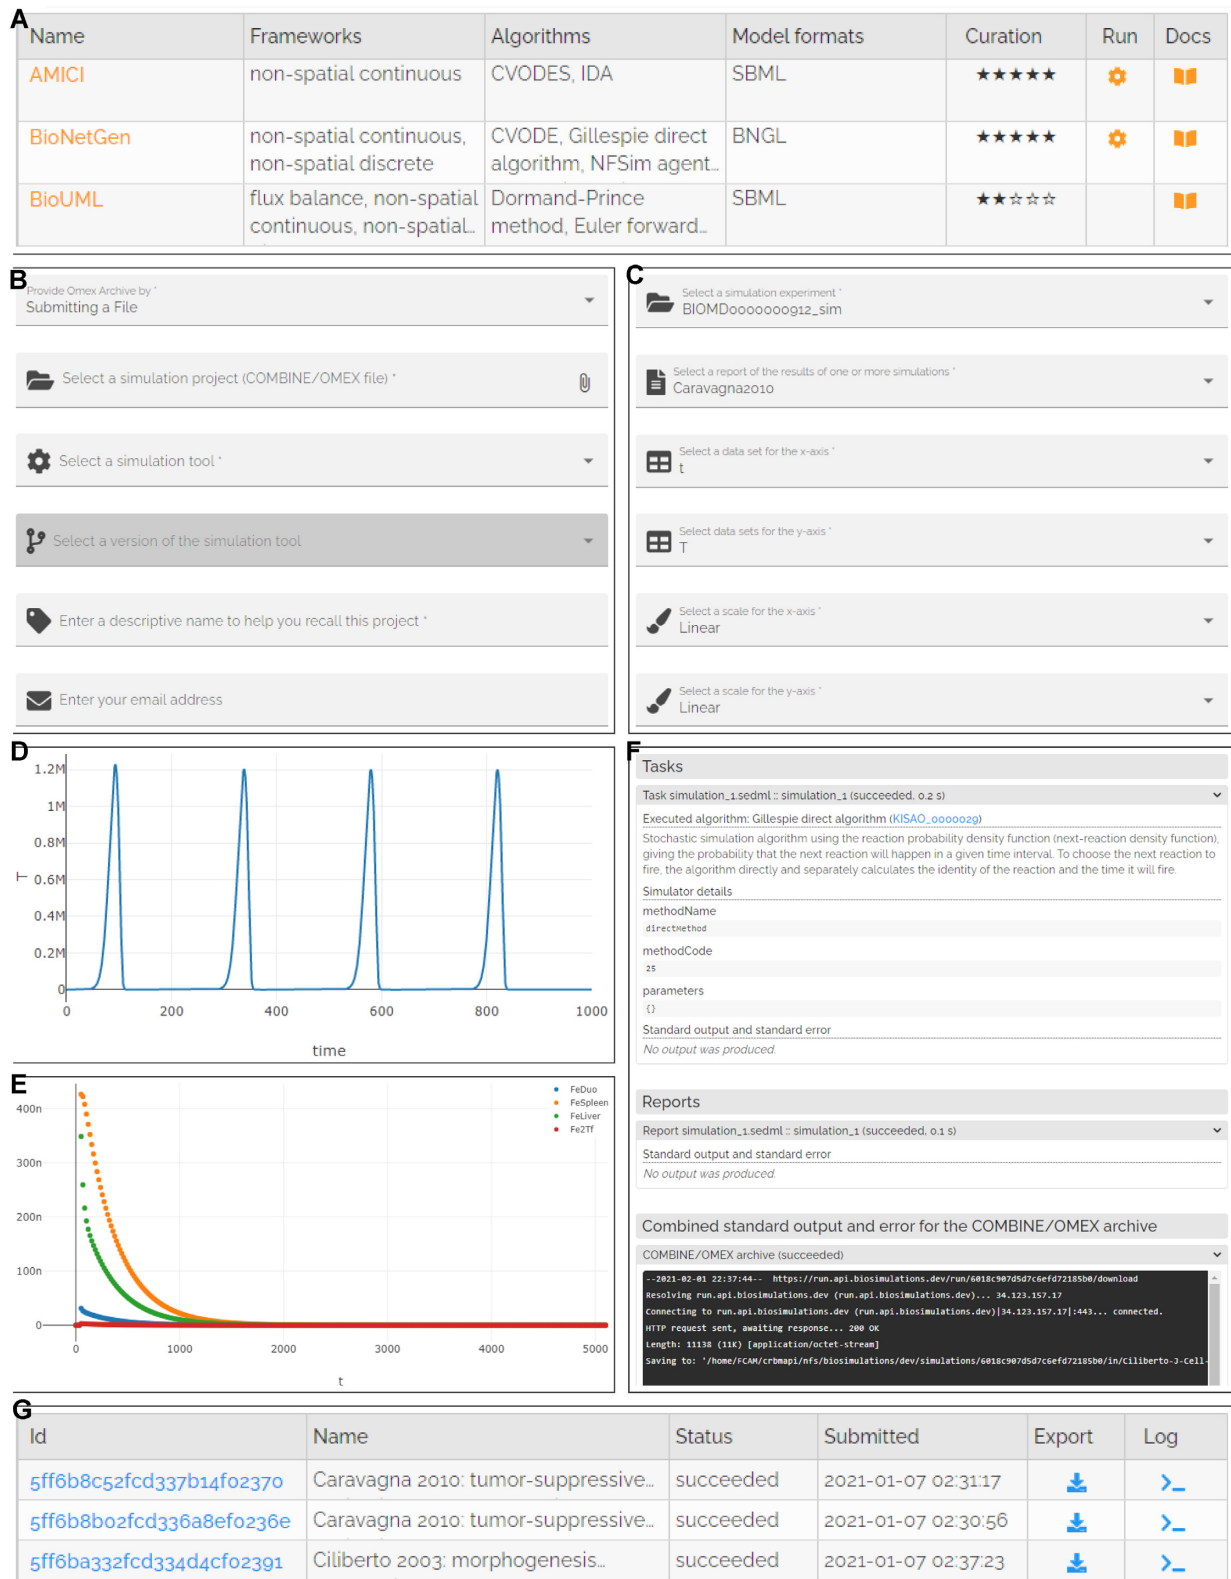 A
Name Frameworks Algorithms Model formats Curation Run Docs
AMICI non-spatial continuous CVODES, IDA SBML ★★★★★
BioNetGen non-spatial continuous, CVODE, Gillespie direct BNGL ★★★★★
non-spatial discrete algorithm, NFSim agent…
BioUML flux balance, non-spatial Dormand-Prince SBML ★★☆☆☆
continuous, non-spatial… method, Euler forward…
B
Provide Omex Archive by *
Submitting a File
Select a simulation project (COMBINE/OMEX file) *
Select a simulation tool *
Select a version of the simulation tool
Enter a descriptive name to help you recall this project *
Enter your email address
C
Select a simulation experiment *
BIOMD0000000912_sim
Select a report of the results of one or more simulations *
Caravagna2010
Select a data set for the x-axis *
t
Select data sets for the y-axis *
T
Select a scale for the x-axis *
Linear
Select a scale for the y-axis *
Linear
D
1.2M
1M
0.8M
0.6M
0.4M
0.2M
0
T
0 200 400 600 800 1000
time
E
FeDuo
FeSpleen
FeLiver
Fe2Tf
400n
300n
200n
100n
0
0 1000 2000 3000 4000 5000
t
F
Tasks
Task simulation_1.sedml :: simulation_1 (succeeded, 0.2 s)
Executed algorithm: Gillespie direct algorithm (KISAO_0000029)
Stochastic simulation algorithm using the reaction probability density function (next-reaction density function),
giving the probability that the next reaction will happen in a given time interval. To choose the next reaction to
fire, the algorithm directly and separately calculates the identity of the reaction and the time it will fire.
Simulator details
methodName
directMethod
methodCode
25
parameters
{}
Standard output and standard error
No output was produced.
Reports
Report simulation_1.sedml :: simulation_1 (succeeded, 0.1 s)
Standard output and standard error
No output was produced.
Combined standard output and error for the COMBINE/OMEX archive
COMBINE/OMEX archive (succeeded)
--2021-02-01 22:37:44-- https://run.api.biosimulations.dev/run/6018c907d5d7c6efd72185b0/download
Resolving run.api.biosimulations.dev (run.api.biosimulations.dev)... 34.123.157.17
Connecting to run.api.biosimulations.dev (run.api.biosimulations.dev)|34.123.157.17|:443... connected.
HTTP request sent, awaiting response... 200 OK
Length: 11138 (11K) [application/octet-stream]
Saving to: '/home/FCAM/crbmapi/nfs/biosimulations/dev/simulations/6018c907d5d7c6efd72185b0/in/Ciliberto-J-Cell-
G
Id Name Status Submitted Export Log
5ff6b8c52fcd337b14f02370 Caravagna 2010: tumor-suppressive… succeeded 2021-01-07 02:31:17
5ff6b8b02fcd336a8ef0236e Caravagna 2010: tumor-suppressive… succeeded 2021-01-07 02:30:56
5ff6ba332fcd334d4cf02391 Ciliberto 2003: morphogenesis… succeeded 2021-01-07 02:37:23